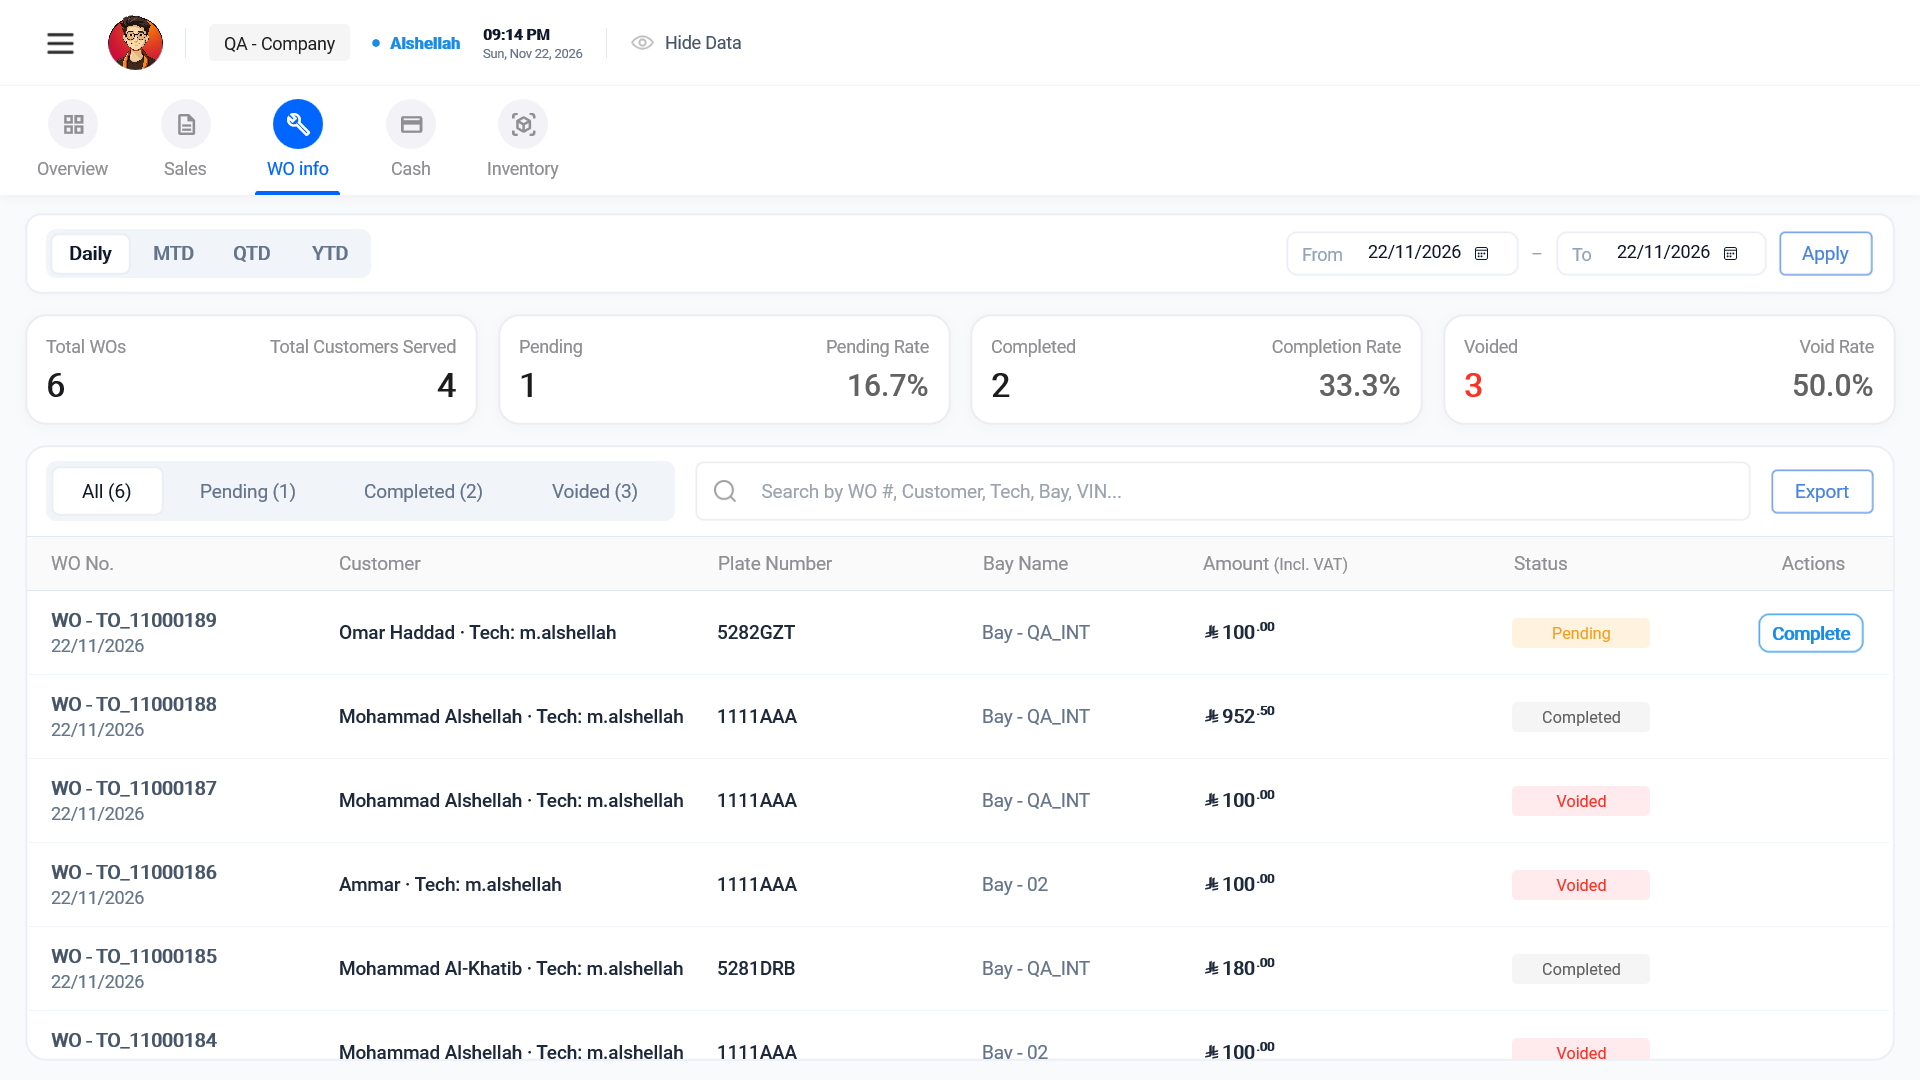 QA - Company
Alshellah
09:14 PM
Sun, Nov 22, 2026
Hide Data
Overview
Sales
WO info
Cash
Inventory
Daily
MTD
QTD
YTD
From 22/11/2026
–
To 22/11/2026
Apply
Total WOs
6
Total Customers Served
4
Pending
1
Pending Rate
16.7%
Completed
2
Completion Rate
33.3%
Voided
3
Void Rate
50.0%
All (6)
Pending (1)
Completed (2)
Voided (3)
Search by WO #, Customer, Tech, Bay, VIN...
Export
WO No. Customer Plate Number Bay Name Amount (Incl. VAT) Status Actions
WO - TO_11000189
22/11/2026
Omar Haddad · Tech: m.alshellah 5282GZT Bay - QA_INT 100.00 Pending Complete
WO - TO_11000188
22/11/2026
Mohammad Alshellah · Tech: m.alshellah 1111AAA Bay - QA_INT 952.50 Completed
WO - TO_11000187
22/11/2026
Mohammad Alshellah · Tech: m.alshellah 1111AAA Bay - QA_INT 100.00 Voided
WO - TO_11000186
22/11/2026
Ammar · Tech: m.alshellah 1111AAA Bay - 02 100.00 Voided
WO - TO_11000185
22/11/2026
Mohammad Al-Khatib · Tech: m.alshellah 5281DRB Bay - QA_INT 180.00 Completed
WO - TO_11000184
Mohammad Alshellah · Tech: m.alshellah 1111AAA Bay - 02 100.00 Voided